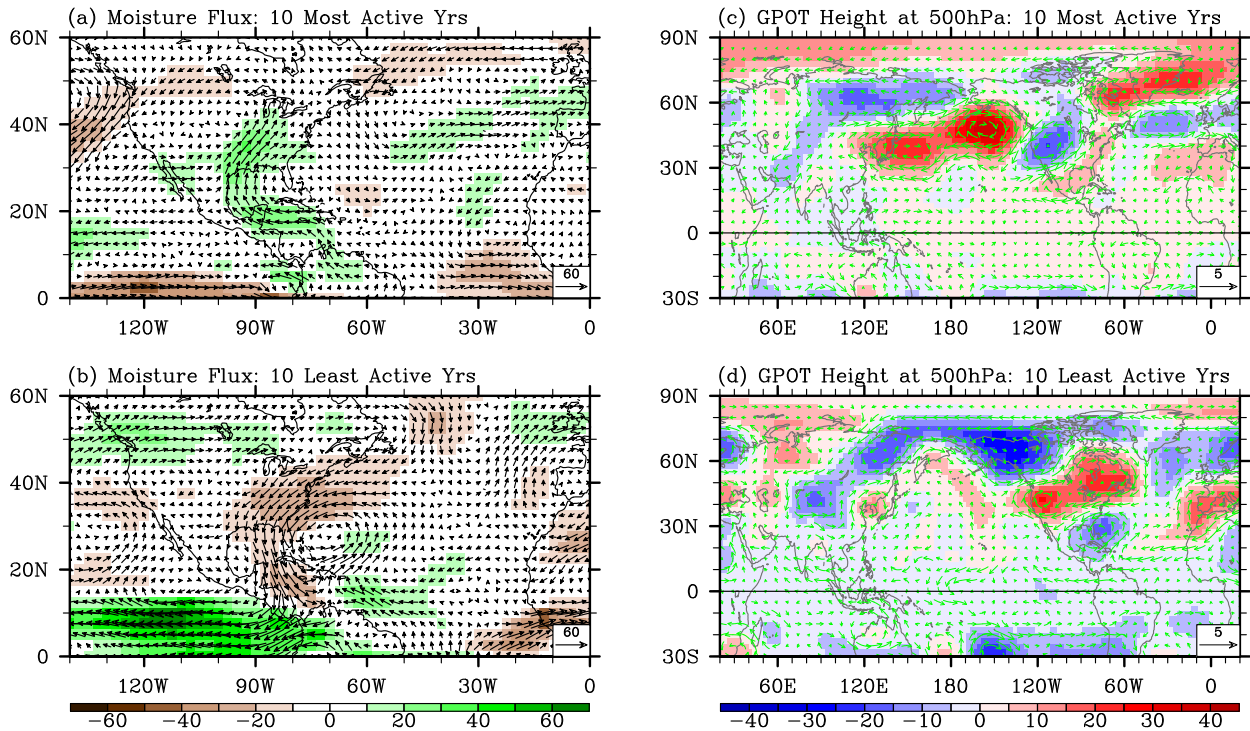 (a) Moisture Flux: 10 Most Active Yrs
60N
40N
20N
0
60
120W 90W 60W 30W 0
(c) GPOT Height at 500hPa: 10 Most Active Yrs
90N
60N
30N
0
30S
5
60E 120E 180 120W 60W 0
(b) Moisture Flux: 10 Least Active Yrs
60N
40N
20N
0
60
120W 90W 60W 30W 0
−60 −40 −20 0 20 40 60
(d) GPOT Height at 500hPa: 10 Least Active Yrs
90N
60N
30N
0
30S
5
60E 120E 180 120W 60W 0
−40 −30 −20 −10 0 10 20 30 40